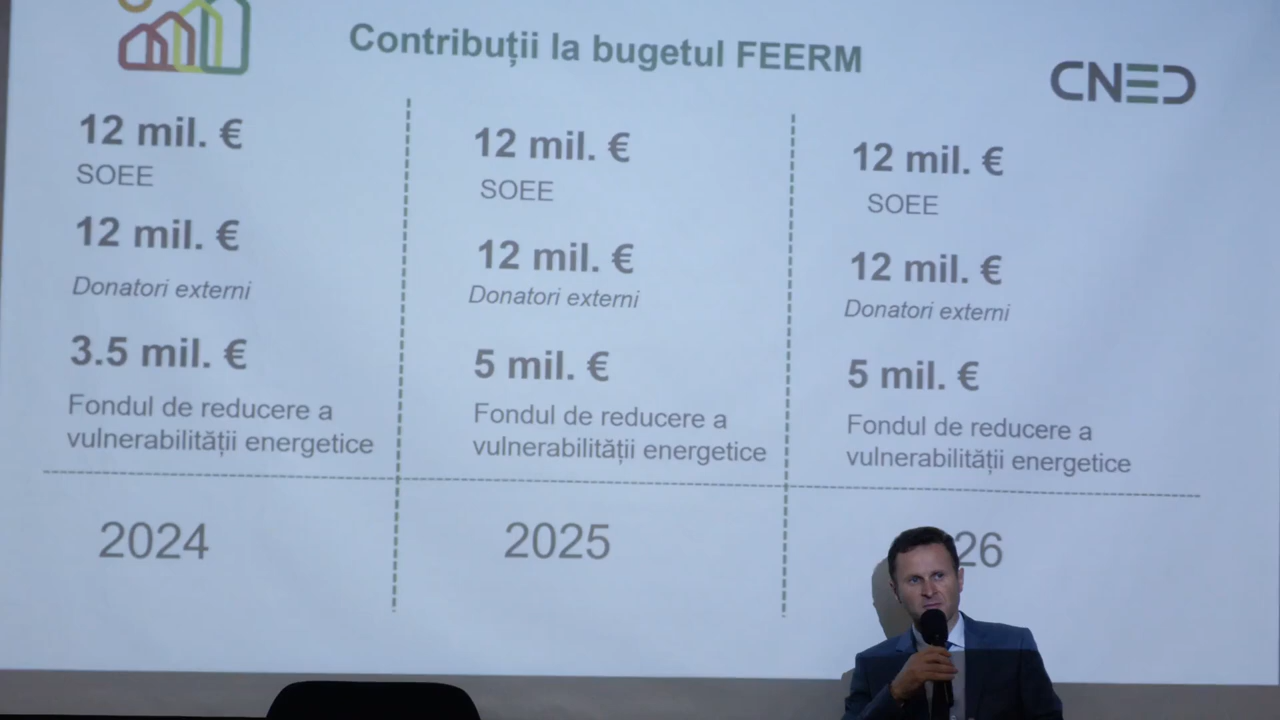 Contribuții la bugetul FEERM
CNED
12 mil. €
SOEE
12 mil. €
Donatori externi
3.5 mil. €
Fondul de reducere a
vulnerabilității energetice
2024
12 mil. €
SOEE
12 mil. €
Donatori externi
5 mil. €
Fondul de reducere a
vulnerabilității energetice
2025
12 mil. €
SOEE
12 mil. €
Donatori externi
5 mil. €
Fondul de reducere a
vulnerabilității energetice
26